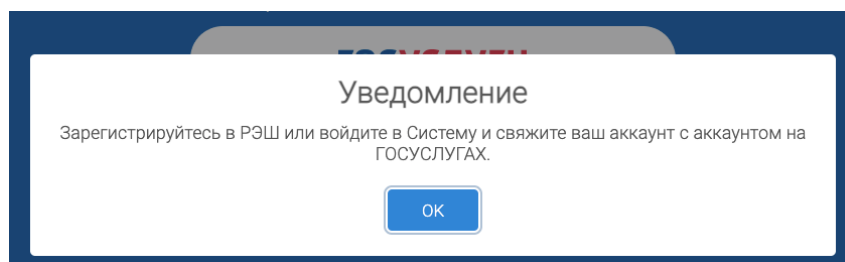 Уведомление
Зарегистрируйтесь в РЭШ или войдите в Систему и свяжите ваш аккаунт с аккаунтом на
ГОСУСЛУГАХ.
OK